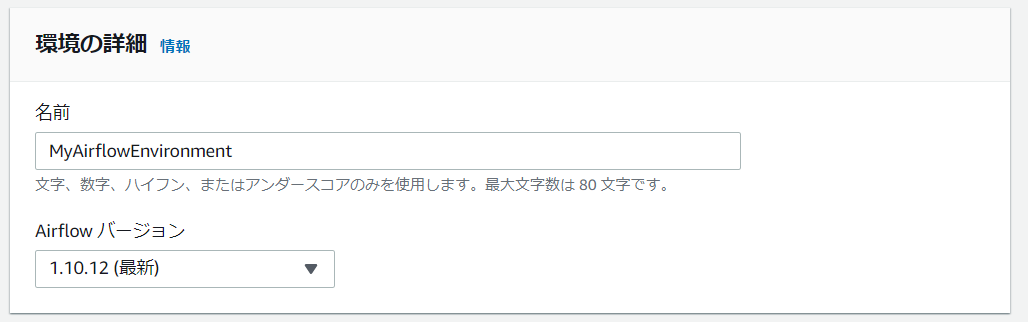 環境の詳細 情報
名前
MyAirflowEnvironment
文字、数字、ハイフン、またはアンダースコアのみを使用します。最大文字数は 80 文字です。
Airflow バージョン
1.10.12 (最新)